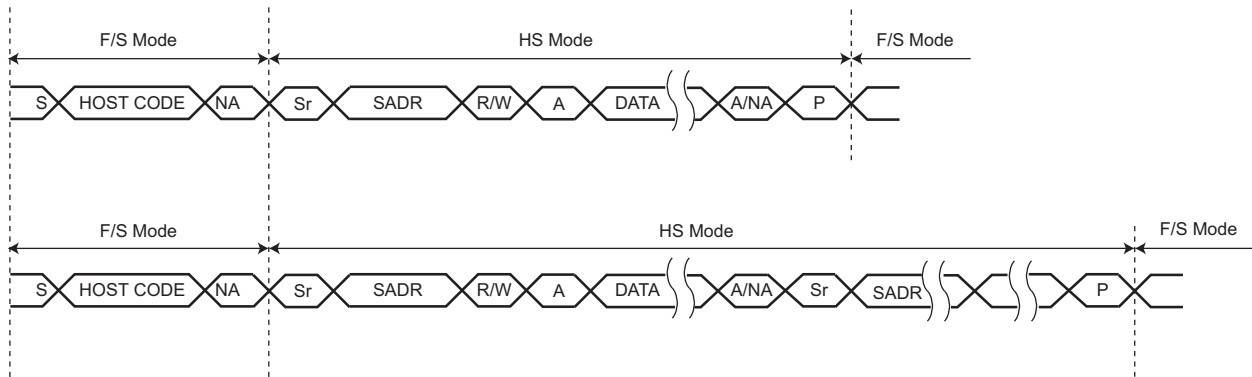 F/S Mode HS Mode F/S Mode
S HOST CODE NA Sr SADR R/W A DATA A/NA P
F/S Mode HS Mode F/S Mode
S HOST CODE NA Sr SADR R/W A DATA A/NA Sr SADR P